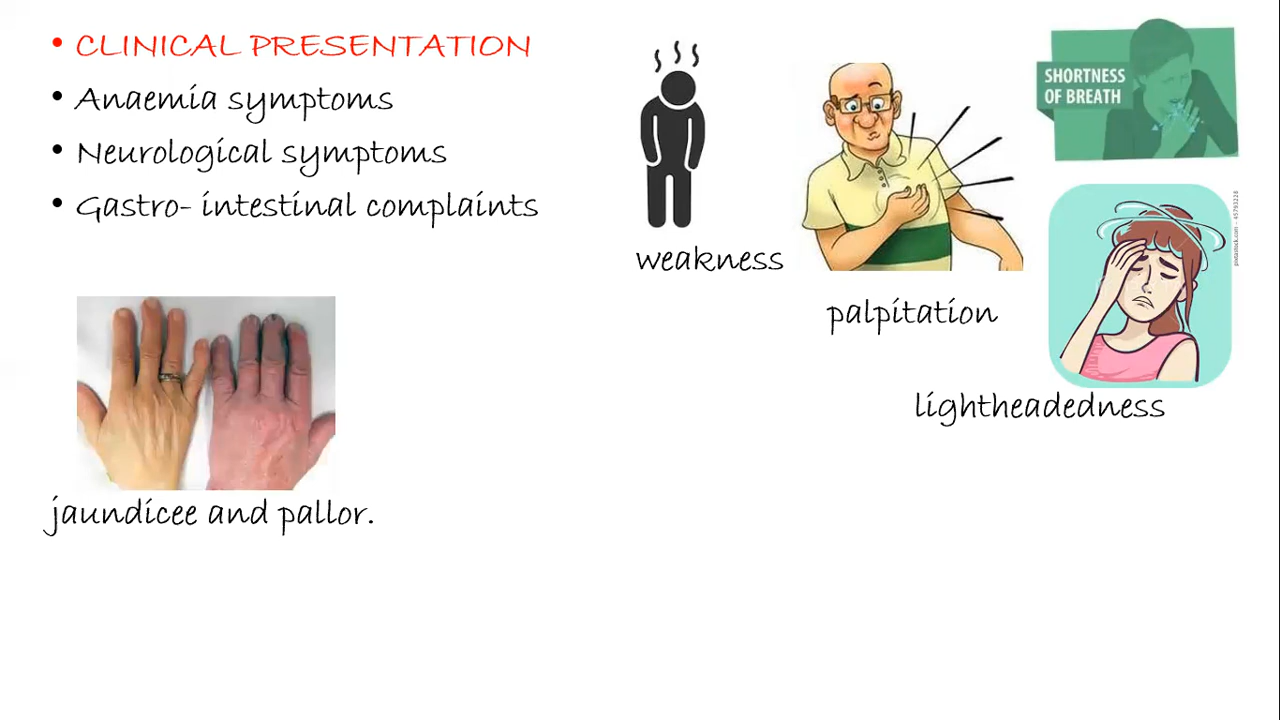 • CLINICAL PRESENTATION
• Anaemia symptoms
• Neurological symptoms
• Gastro- intestinal complaints
weakness
palpitation
SHORTNESS
OF BREATH
lightheadedness
jaundicee and pallor.